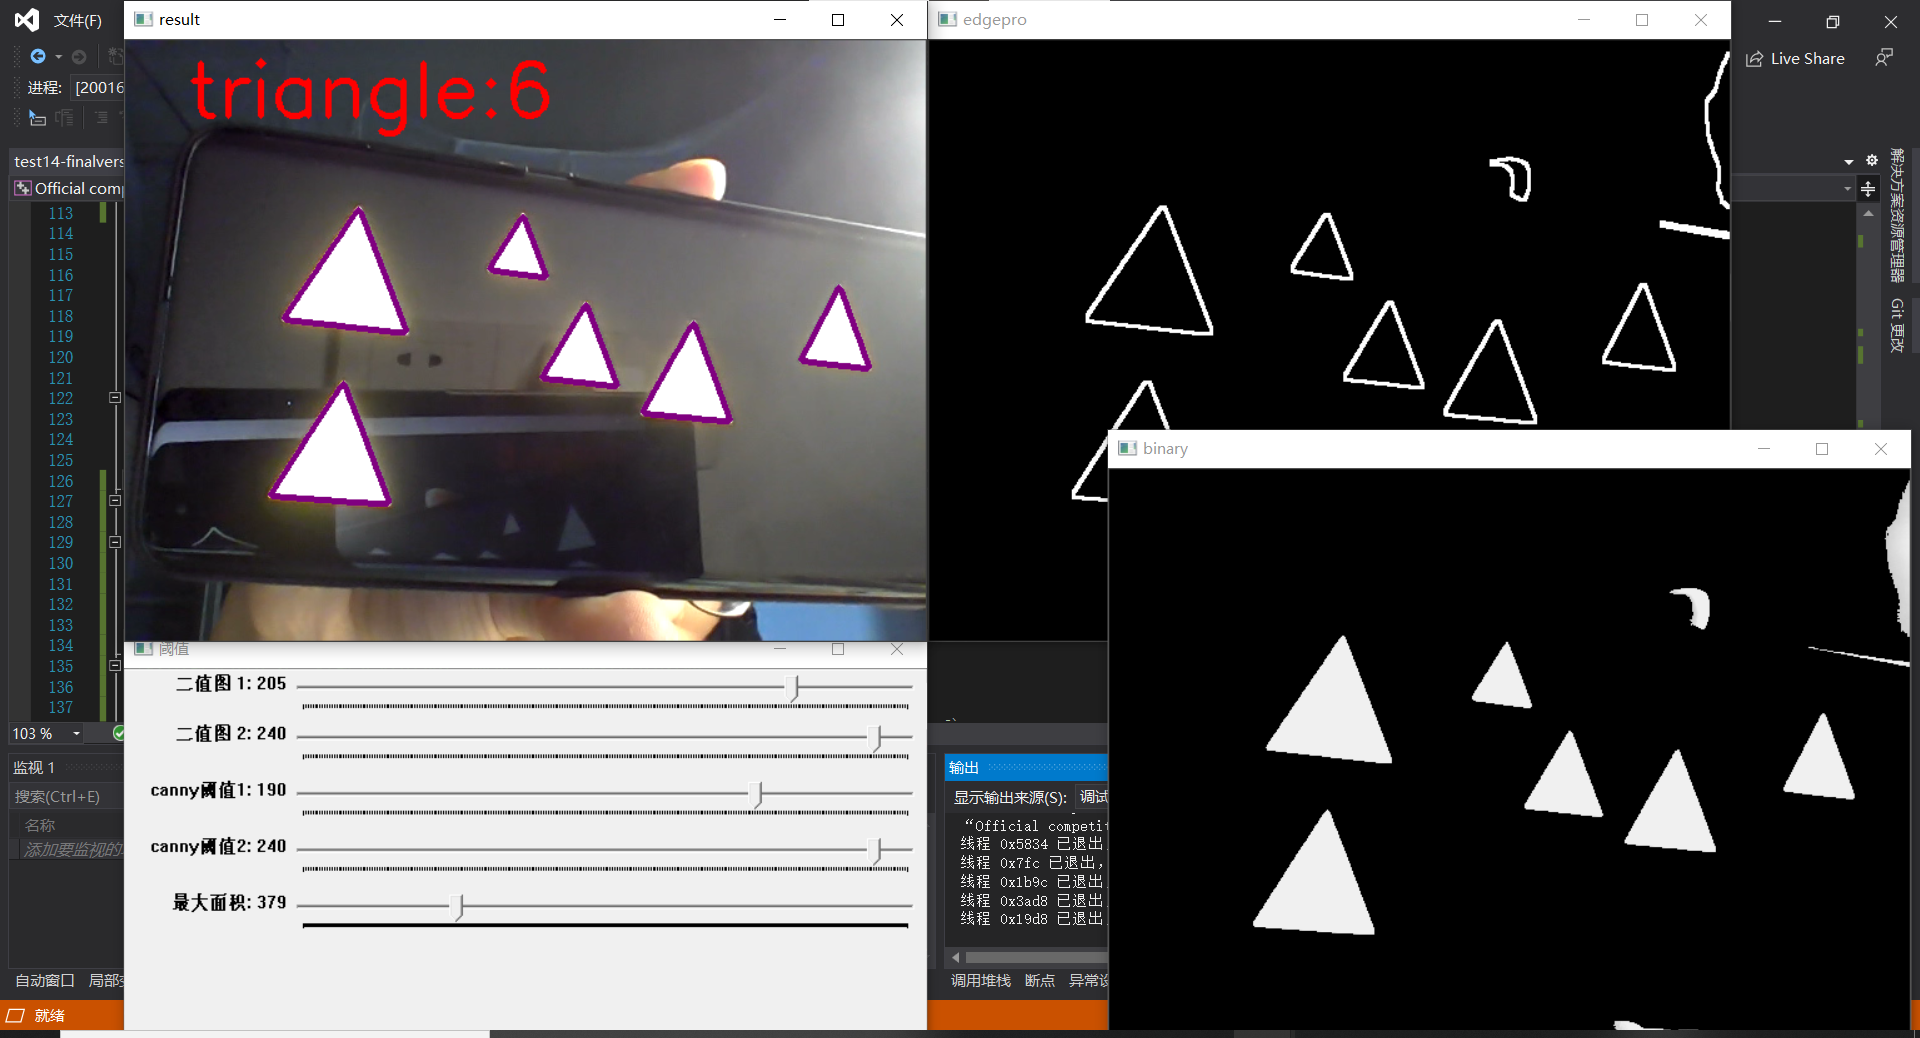 文件(F)
result
edgepro
Live Share
进程:
[20016
triangle:6
test14-finalvers
Official comp
113
114
115
116
117
118
119
120
121
122
123
124
125
126
127
128
129
130
131
132
133
134
135
136
137
解决方案资源管理器
Git 更改
binary
阈值
二值图 1: 205
二值图 2: 240
canny阈值1: 190
canny阈值2: 240
最大面积: 379
103 %
监视 1
搜索(Ctrl+E)
名称
添加要监视的
自动窗口
局部
输出
显示输出来源(S):
调试
“Official competit
线程 0x5834 已退出
线程 0x7fc 已退出,
线程 0x1b9c 已退出
线程 0x3ad8 已退出
线程 0x19d8 已退出
调用堆栈
断点
异常设
就绪